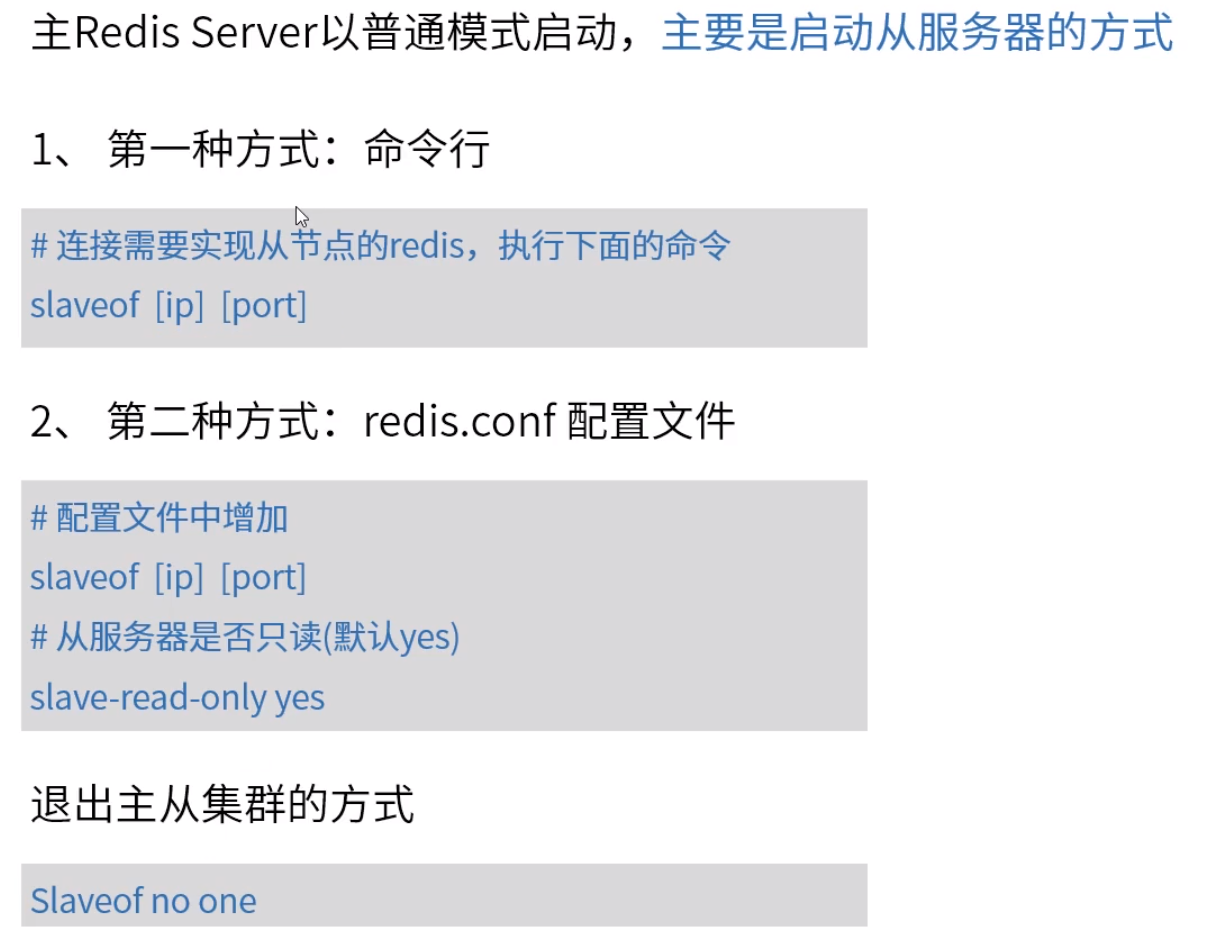 主Redis Server以普通模式启动，主要是启动从服务器的方式
1、 第一种方式：命令行
# 连接需要实现从节点的redis，执行下面的命令
slaveof [ip] [port]
2、 第二种方式：redis.conf 配置文件
# 配置文件中增加
slaveof [ip] [port]
# 从服务器是否只读(默认yes)
slave-read-only yes
退出主从集群的方式
Slaveof no one